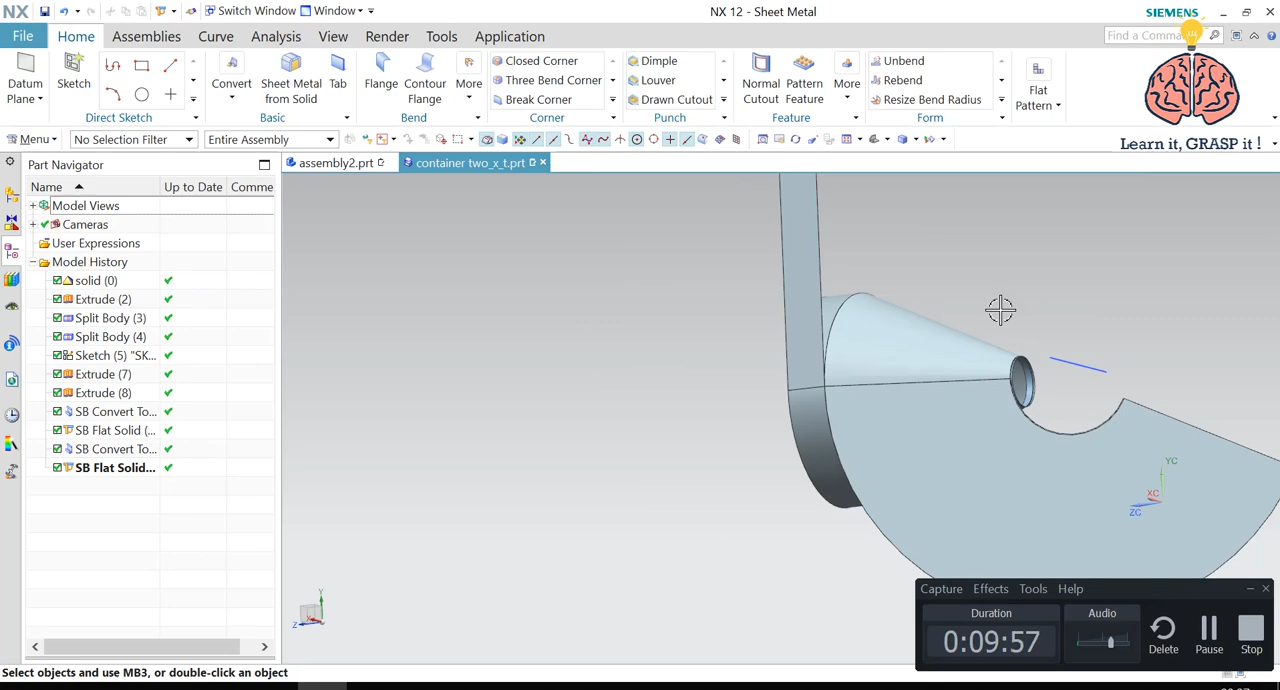 NX Switch Window Window NX 12 - Sheet Metal SIEMENS
File Home Assemblies Curve Analysis View Render Tools Application Find a Comma
Datum Plane Sketch Direct Sketch
Convert Sheet Metal from Solid Tab Basic
Flange Contour Flange More Bend
Closed Corner
Three Bend Corner
Break Corner
Corner
Dimple
Louver
Drawn Cutout
Punch
Normal Cutout Pattern Feature More Feature
Unbend
Rebend
Resize Bend Radius
Form
Flat Pattern
Learn it, GRASP it !
Menu No Selection Filter Entire Assembly
Part Navigator
assembly2.prt container two_x_t.prt
Name Up to Date Comme
Model Views
Cameras
User Expressions
Model History
solid (0)
Extrude (2)
Split Body (3)
Split Body (4)
Sketch (5) "SK...
Extrude (7)
Extrude (8)
SB Convert To...
SB Flat Solid (...
SB Convert To...
SB Flat Solid...
YC
XC
ZC
Y
X
Z
Capture Effects Tools Help
Duration Audio
0:09:57
Delete Pause Stop
Select objects and use MB3, or double-click an object